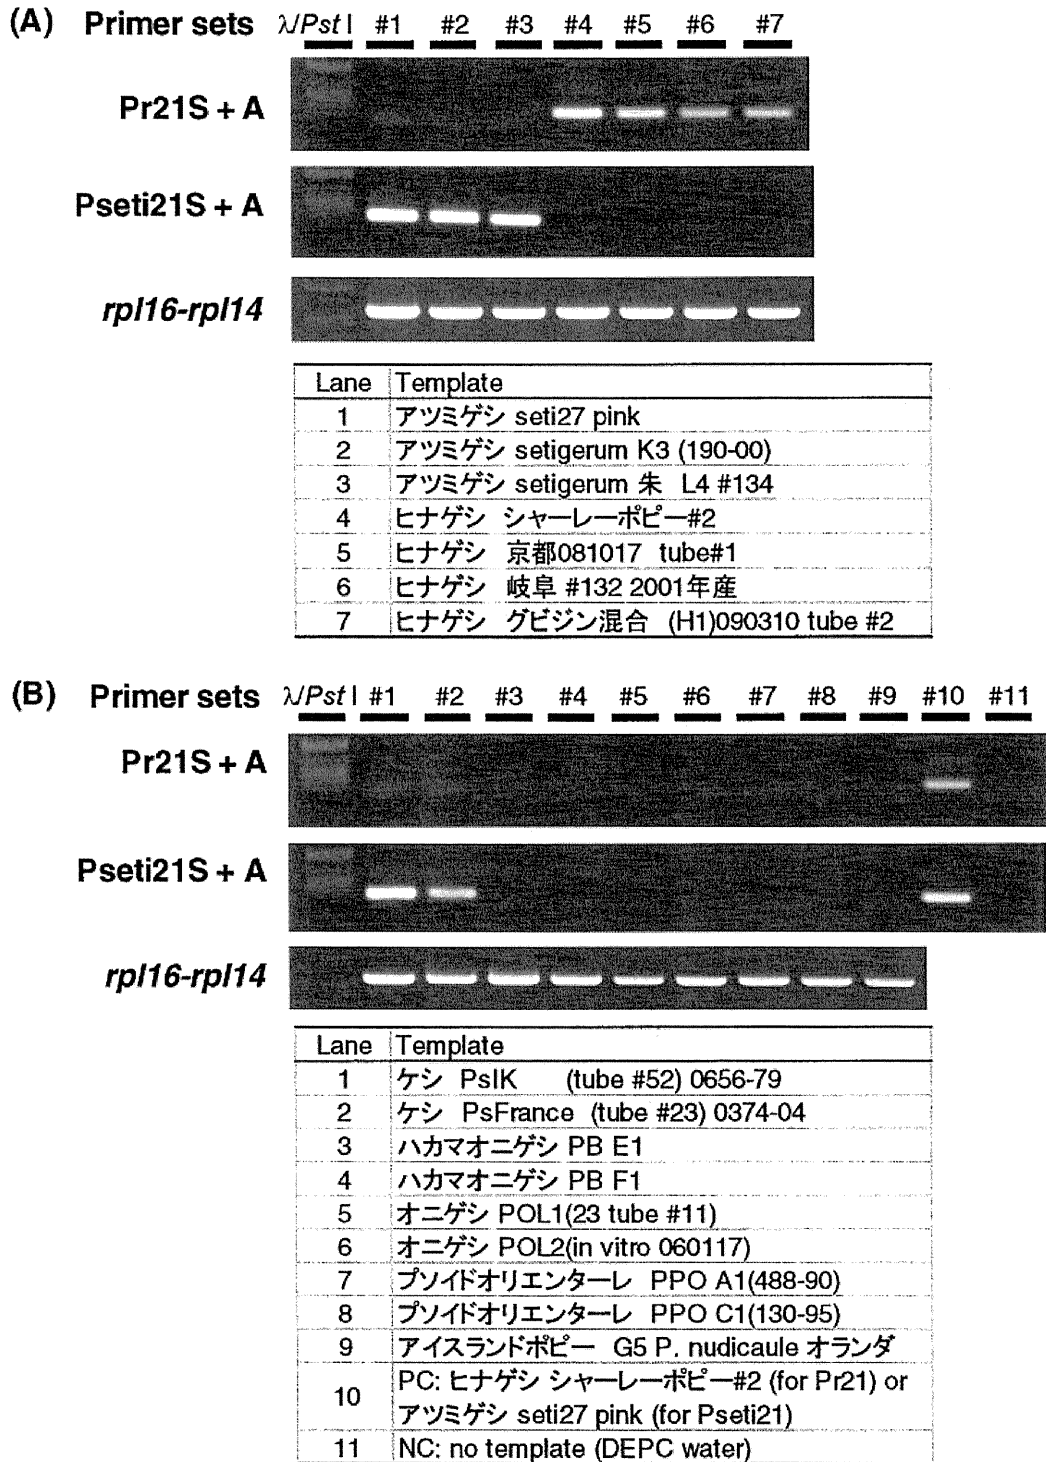 (A) Primer sets λ/Pst I #1 #2 #3 #4 #5 #6 #7
Pr21S + A
Pseti21S + A
rpl16-rpl14
Lane Template
1 アツミゲシ seti27 pink
2 アツミゲシ setigerum K3 (190-00)
3 アツミゲシ setigerum 朱 L4 #134
4 ヒナゲシ シャーレーポピー#2
5 ヒナゲシ 京都081017 tube#1
6 ヒナゲシ 岐阜 #132 2001年産
7 ヒナゲシ グビジン混合 (H1)090310 tube #2
(B) Primer sets λ/Pst I #1 #2 #3 #4 #5 #6 #7 #8 #9 #10 #11
Pr21S + A
Pseti21S + A
rpl16-rpl14
Lane Template
1 ケシ PsIK (tube #52) 0656-79
2 ケシ PsFrance (tube #23) 0374-04
3 ハカマオニゲシ PB E1
4 ハカマオニゲシ PB F1
5 オニゲシ POL1(23 tube #11)
6 オニゲシ POL2(in vitro 060117)
7 プソイドオリエンターレ PPO A1(488-90)
8 プソイドオリエンターレ PPO C1(130-95)
9 アイスランドポピー G5 P. nudicaule オランダ
10 PC: ヒナゲシ シャーレーポピー#2 (for Pr21) or
アツミゲシ seti27 pink (for Pseti21)
11 NC: no template (DEPC water)